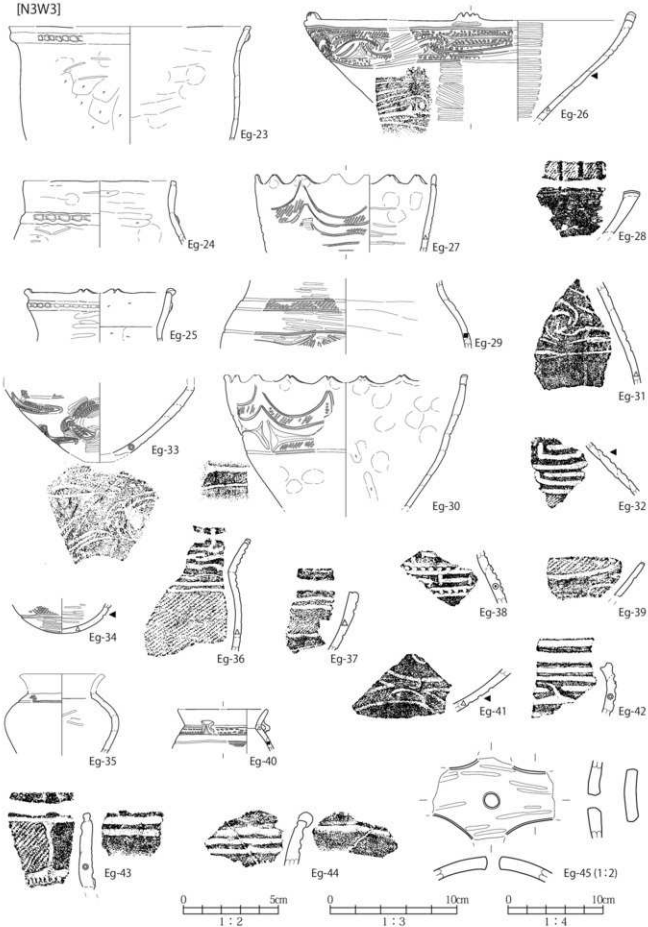 [N3W3]
Eg-23
Eg-26
Eg-24
Eg-27
Eg-28
Eg-25
Eg-29
Eg-31
Eg-33
Eg-30
Eg-32
Eg-34
Eg-36
Eg-37
Eg-38
Eg-39
Eg-35
Eg-40
Eg-41
Eg-42
Eg-43
Eg-44
Eg-45 (1:2)
0 5cm
1:2
0 10cm
1:3
0 10cm
1:4